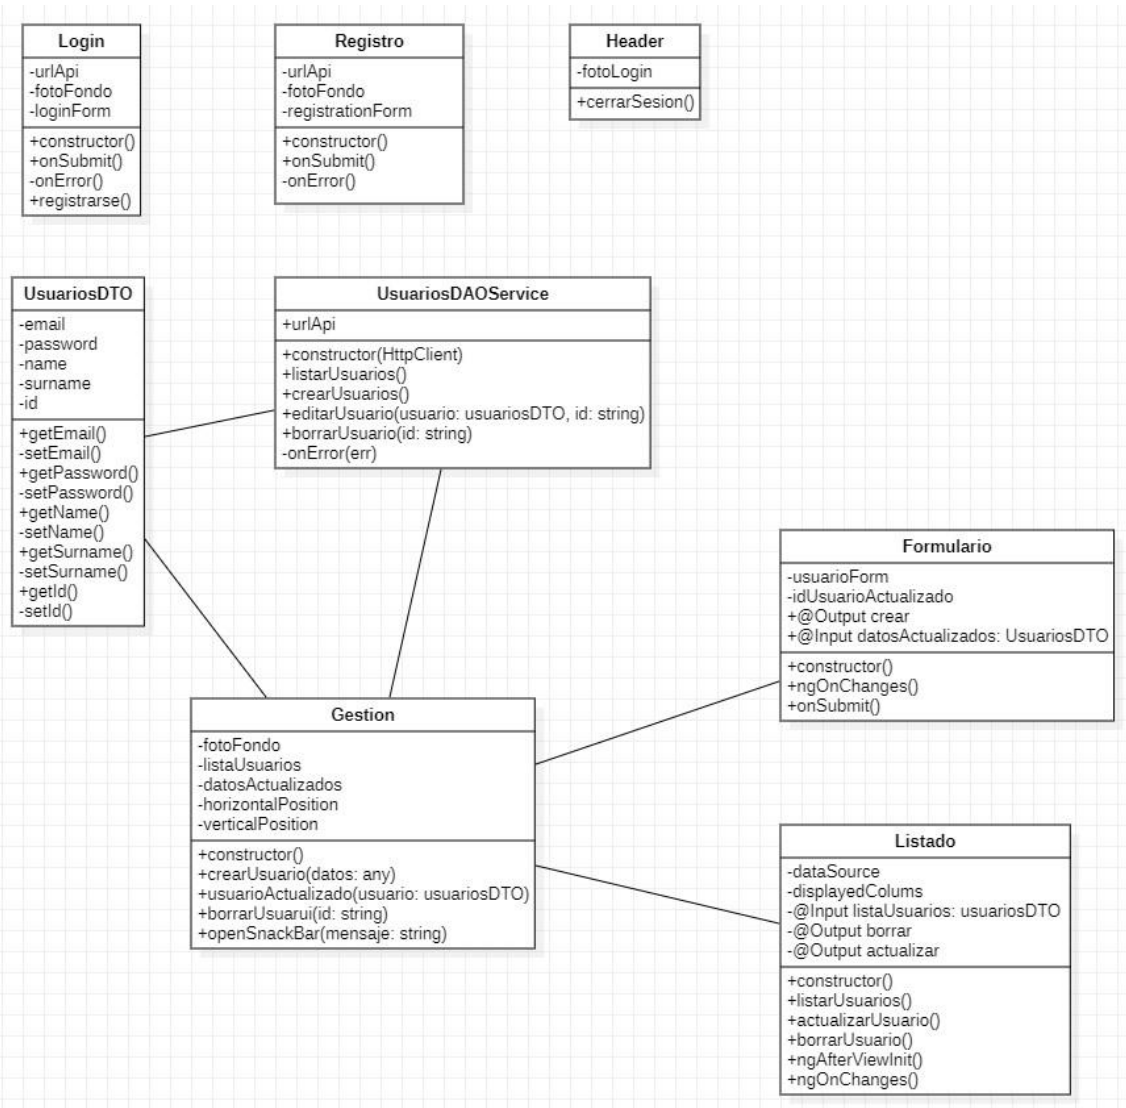 Login
-urlApi
-fotoFondo
-loginForm
+constructor()
+onSubmit()
-onError()
+registrarse()
Registro
-urlApi
-fotoFondo
-registrationForm
+constructor()
+onSubmit()
-onError()
Header
-fotoLogin
+cerrarSesion()
UsuariosDTO
-email
-password
-name
-surname
-id
+getEmail()
-setEmail()
+getPassword()
-setPassword()
+getName()
-setName()
+getSurname()
-setSurname()
+getId()
-setId()
UsuariosDAOService
+urlApi
+constructor(HttpClient)
+listarUsuarios()
+crearUsuarios()
+editarUsuario(usuario: usuariosDTO, id: string)
+borrarUsuario(id: string)
-onError(err)
Formulario
-usuarioForm
-idUsuarioActualizado
+@Output crear
+@Input datosActualizados: UsuariosDTO
+constructor()
+ngOnChanges()
+onSubmit()
Gestion
-fotoFondo
-listaUsuarios
-datosActualizados
-horizontalPosition
-verticalPosition
+constructor()
+crearUsuario(datos: any)
+usuarioActualizado(usuario: usuariosDTO)
+borrarUsuarui(id: string)
+openSnackBar(mensaje: string)
Listado
-dataSource
-displayedColums
-@Input listaUsuarios: usuariosDTO
-@Output borrar
-@Output actualizar
+constructor()
+listarUsuarios()
+actualizarUsuario()
+borrarUsuario()
+ngAfterViewInit()
+ngOnChanges()